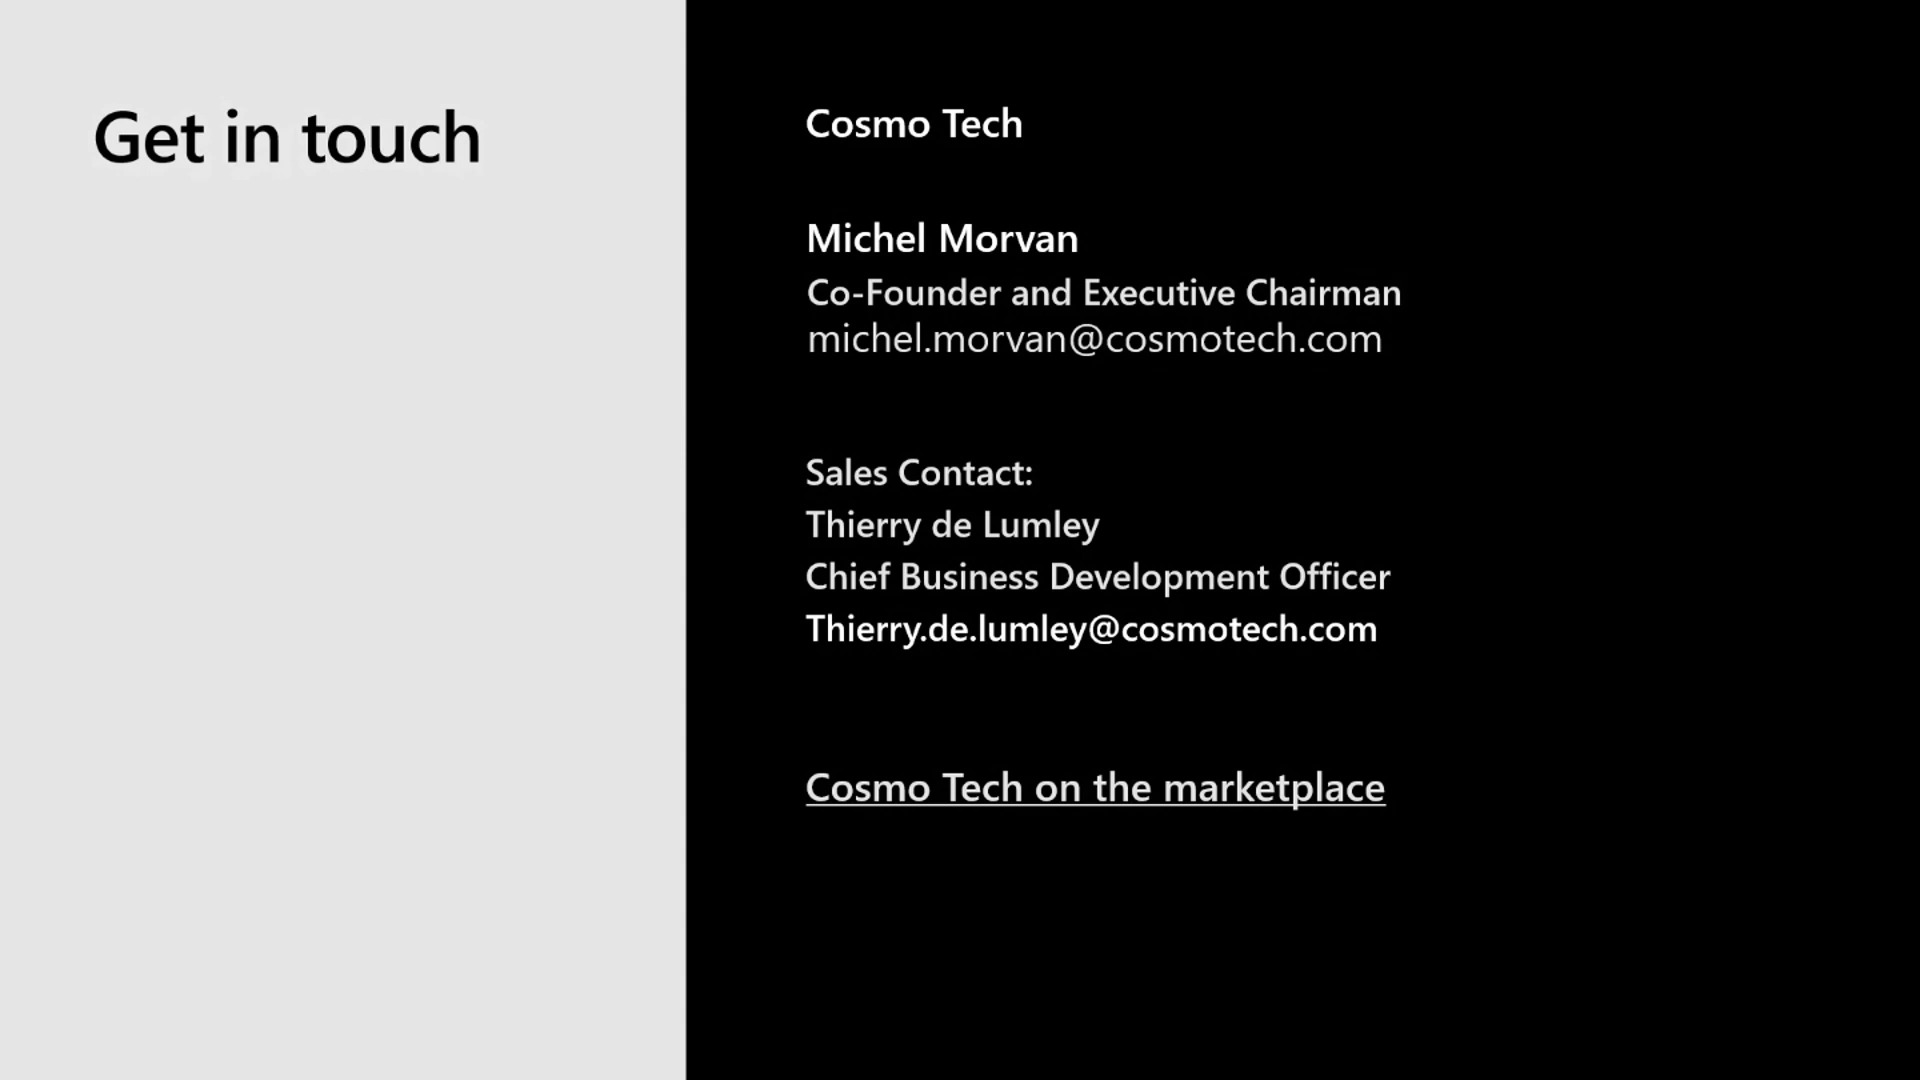 Get in touch
Cosmo Tech
Michel Morvan
Co-Founder and Executive Chairman
michel.morvan@cosmotech.com
Sales Contact:
Thierry de Lumley
Chief Business Development Officer
Thierry.de.lumley@cosmotech.com
Cosmo Tech on the marketplace